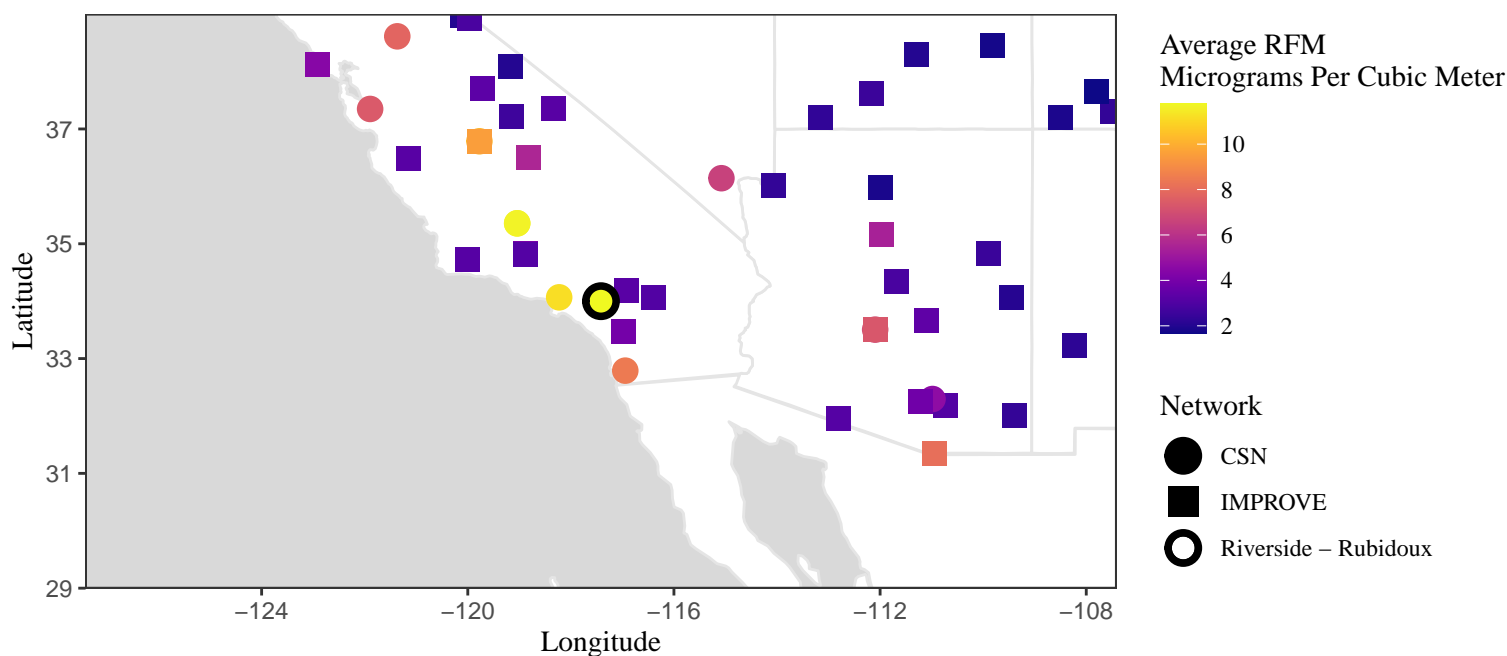 Average RFM
Micrograms Per Cubic Meter
10
8
6
4
2
Network
CSN
IMPROVE
Riverside – Rubidoux
Latitude
37
35
33
31
29
−124
−120
−116
−112
−108
Longitude